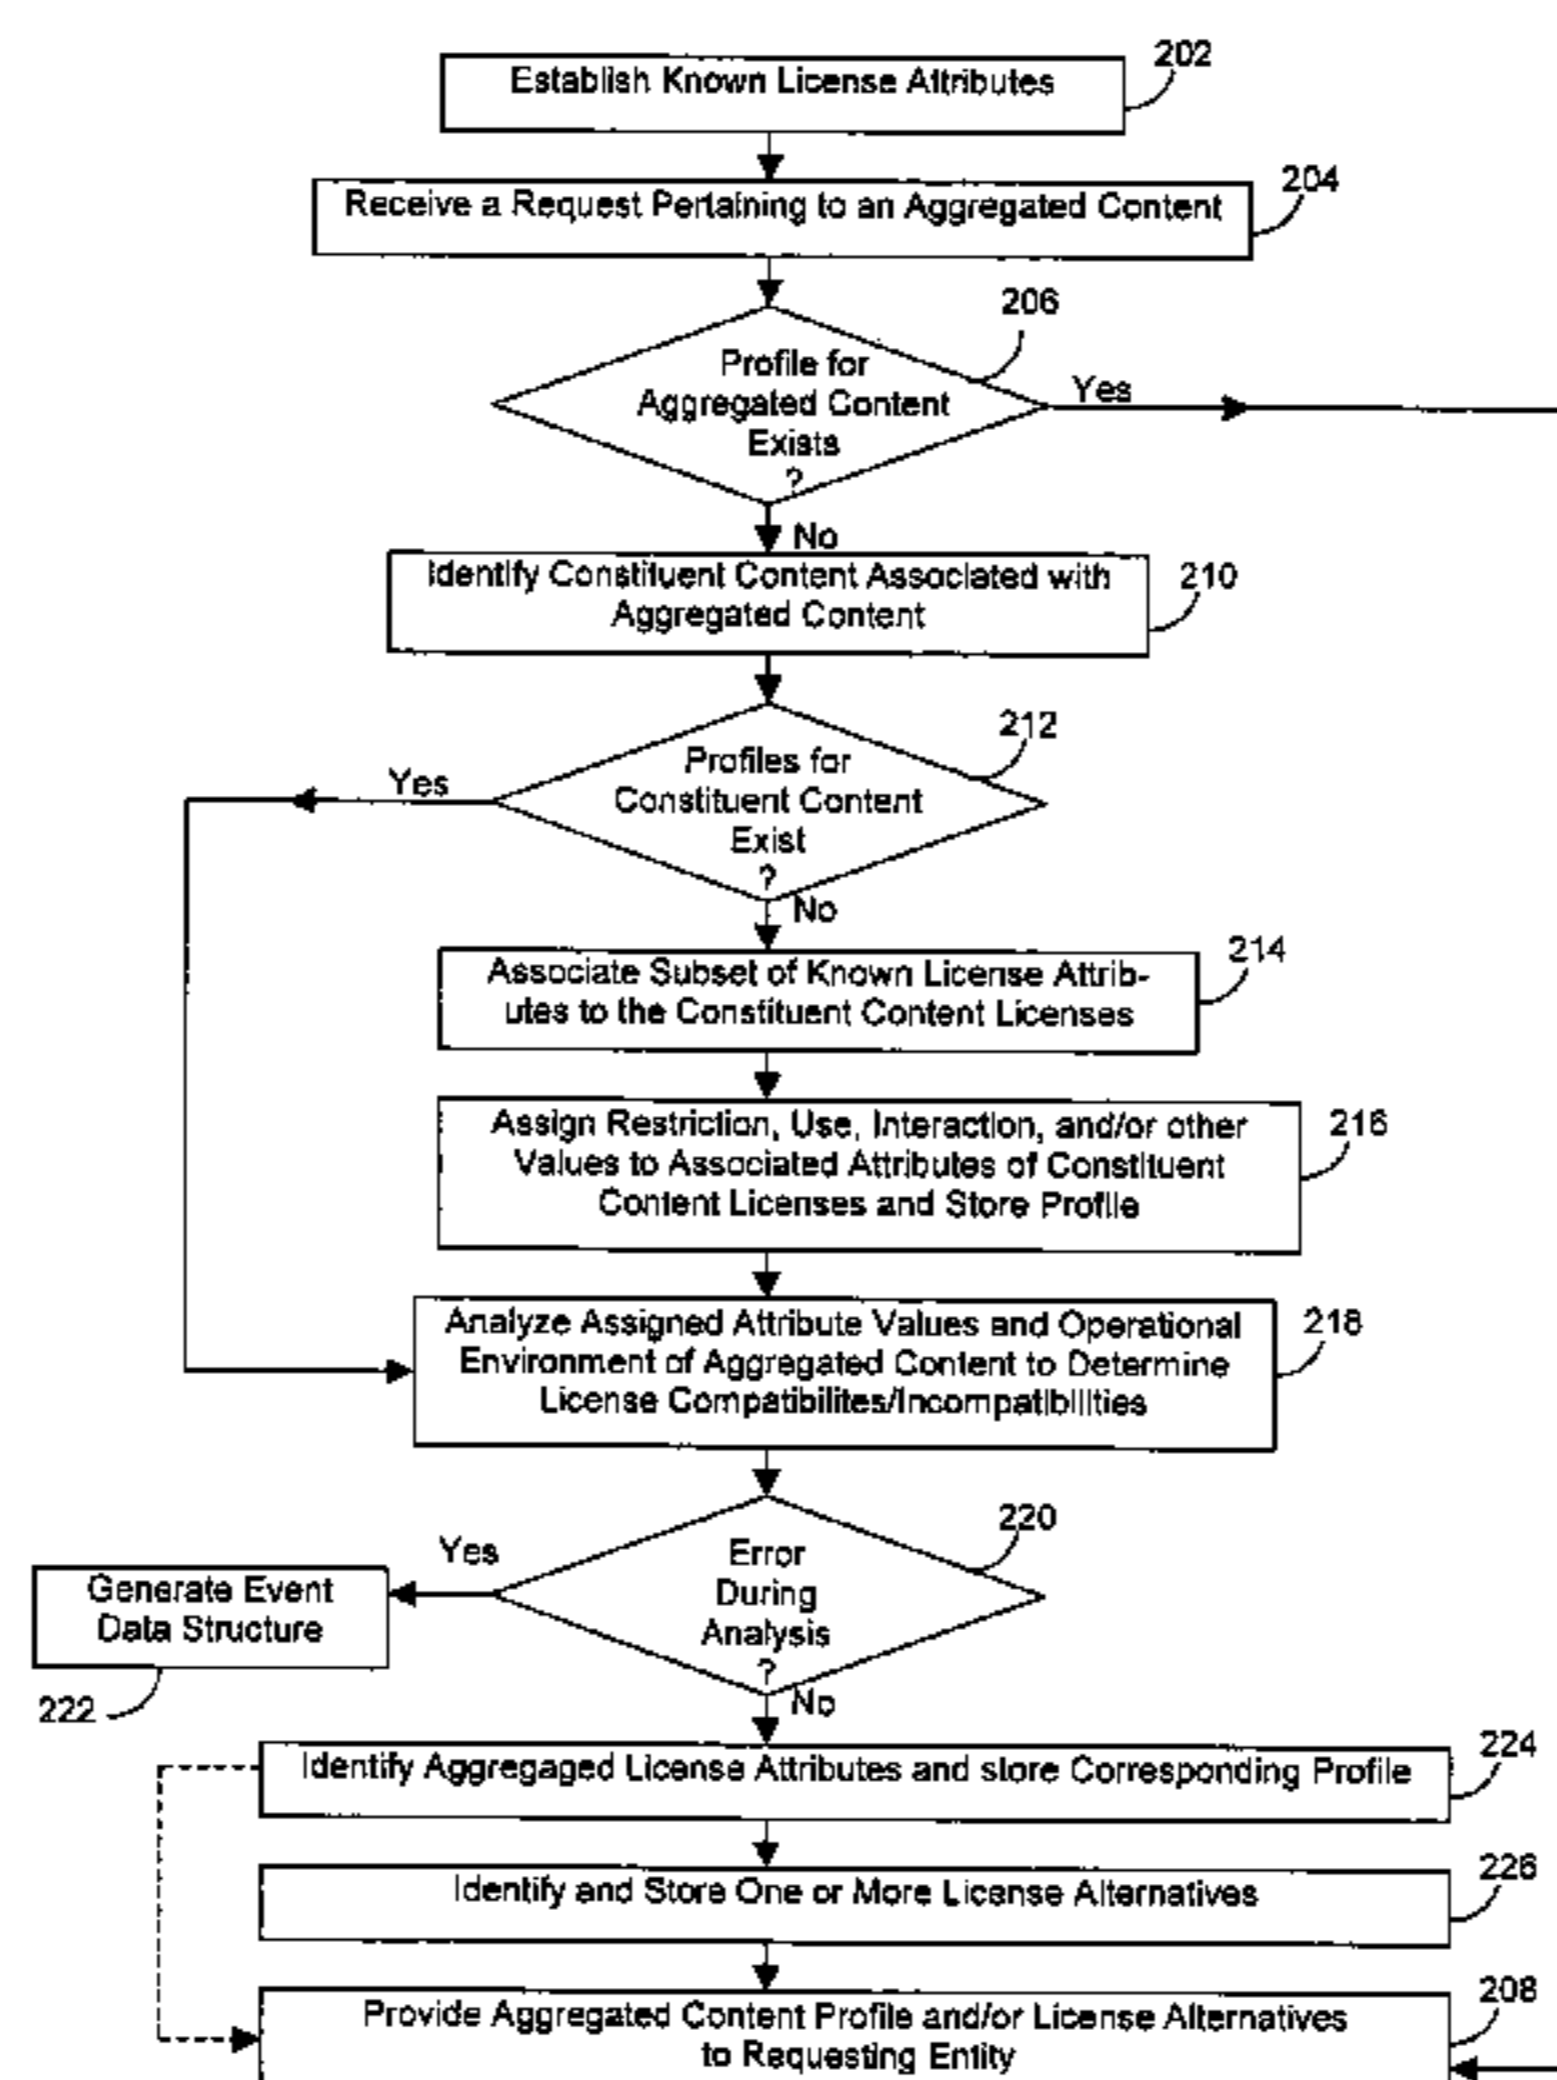 202
Establish Known License Attributes
204
Receive a Request Pertaining to an Aggregated Content
206
Profile for
Aggregated Content
Exists
?
Yes
No
Identify Constituent Content Associated with
Aggregated Content
210
212
Profiles for
Constituent Content
Exist
?
Yes
No
214
Associate Subset of Known License Attrib-
utes to the Constituent Content Licenses
Assign Restriction, Use, Interaction, and/or other
Values to Associated Attributes of Constituent
Content Licenses and Store Profile
216
Analyze Assigned Attribute Values and Operational
Environment of Aggregated Content to Determine
License Compatibilites/Incompatibilities
218
220
Error
During
Analysis
?
Yes
Generate Event
Data Structure
222
No
224
Identify Aggregaged License Attributes and store Corresponding Profile
226
Identify and Store One or More License Alternatives
208
Provide Aggregated Content Profile and/or License Alternatives
to Requesting Entity